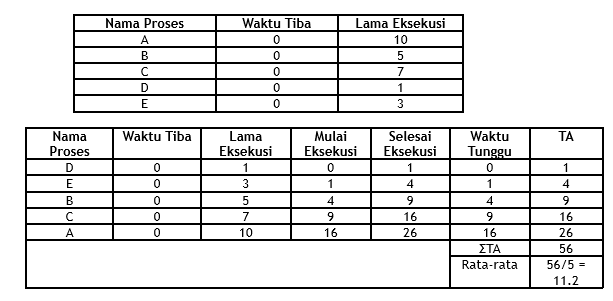 Nama Proses Waktu Tiba Lama Eksekusi
A 0 10
B 0 5
C 0 7
D 0 1
E 0 3
Nama Waktu Tiba Lama Mulai Selesai Waktu TA
Proses Eksekusi Eksekusi Eksekusi Tunggu
D 0 1 0 1 0 1
E 0 3 1 4 1 4
B 0 5 4 9 4 9
C 0 7 9 16 9 16
A 0 10 16 26 16 26
ΣTA 56
Rata-rata 56/5 =
11.2